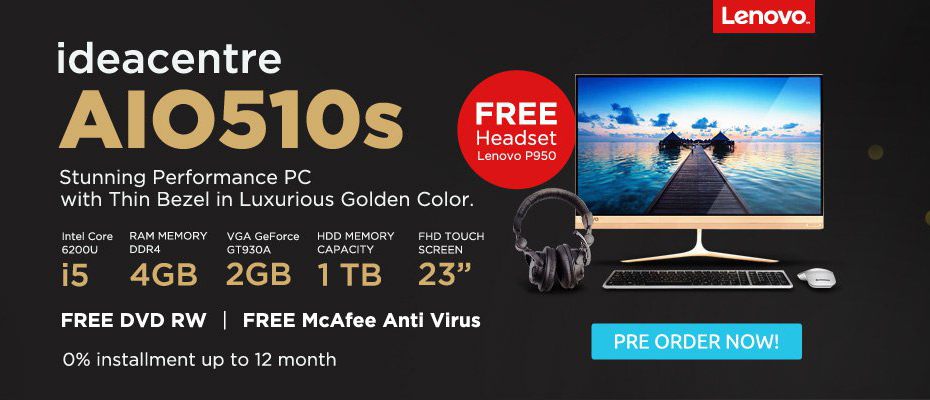 Lenovo
ideacentre
AIO510s
Stunning Performance PC
with Thin Bezel in Luxurious Golden Color.
FREE
Headset
Lenovo P950
Intel Core
6200U
i5
RAM MEMORY
DDR4
4GB
VGA GeForce
GT930A
2GB
HDD MEMORY
CAPACITY
1 TB
FHD TOUCH
SCREEN
23”
FREE DVD RW | FREE McAfee Anti Virus
0% installment up to 12 month
PRE ORDER NOW!